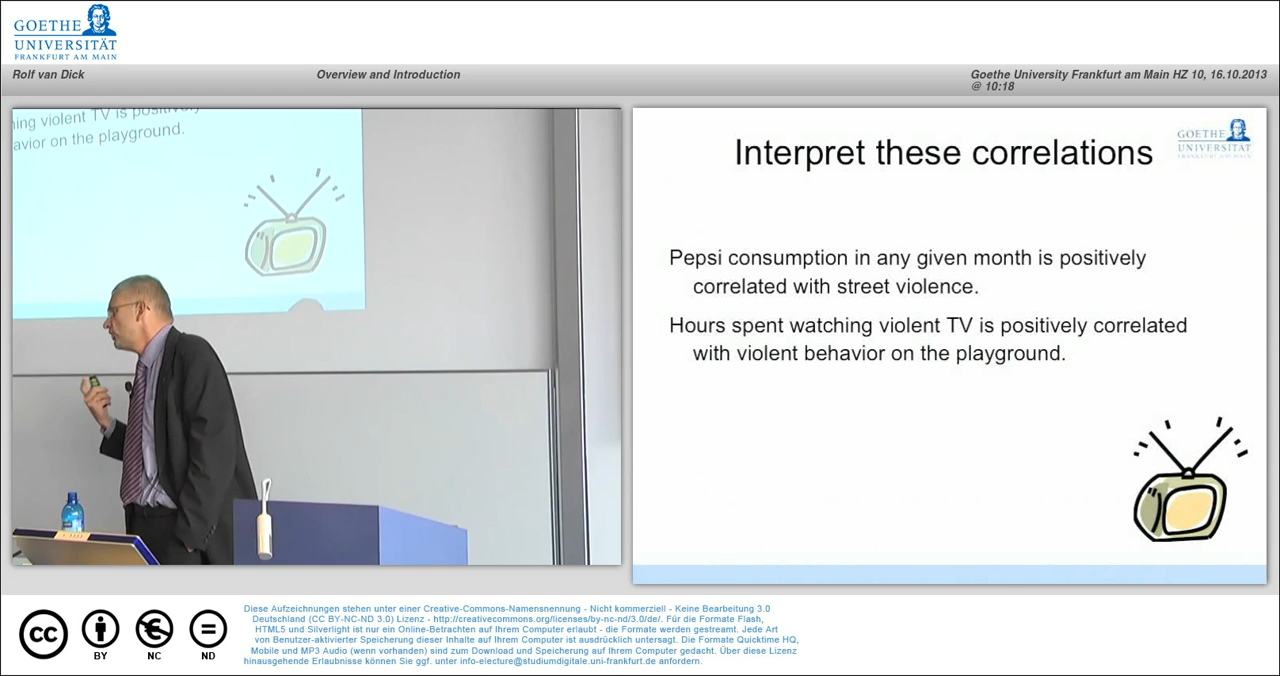 GOETHE
UNIVERSITÄT
FRANKFURT AM MAIN
Rolf van Dick
Overview and Introduction
Goethe University Frankfurt am Main HZ 10, 16.10.2013
@ 10:18
ning violent TV is positively
avior on the playground.
Interpret these correlations
GOETHE
UNIVERSITÄT
FRANKFURT AM MAIN
Pepsi consumption in any given month is positively
correlated with street violence.
Hours spent watching violent TV is positively correlated
with violent behavior on the playground.
cc
BY
NC
ND
Diese Aufzeichnungen stehen unter einer Creative-Commons-Namensnennung - Nicht kommerziell - Keine Bearbeitung 3.0
Deutschland (CC BY-NC-ND 3.0) Lizenz - http://creativecommons.org/licenses/by-nc-nd/3.0/de/. Für die Formate Flash,
HTML5 und Silverlight ist nur ein Online-Betrachten auf Ihrem Computer erlaubt - die Formate werden gestreamt. Jede Art
von Benutzer-aktivierter Speicherung dieser Inhalte auf Ihrem Computer ist ausdrücklich untersagt. Die Formate Quicktime HQ,
Mobile und MP3 Audio (wenn vorhanden) sind zum Download und Speicherung auf Ihrem Computer gedacht. Über diese Lizenz
hinausgehende Erlaubnisse können Sie ggf. unter info-electure@studiumdigitale.uni-frankfurt.de anfordern.